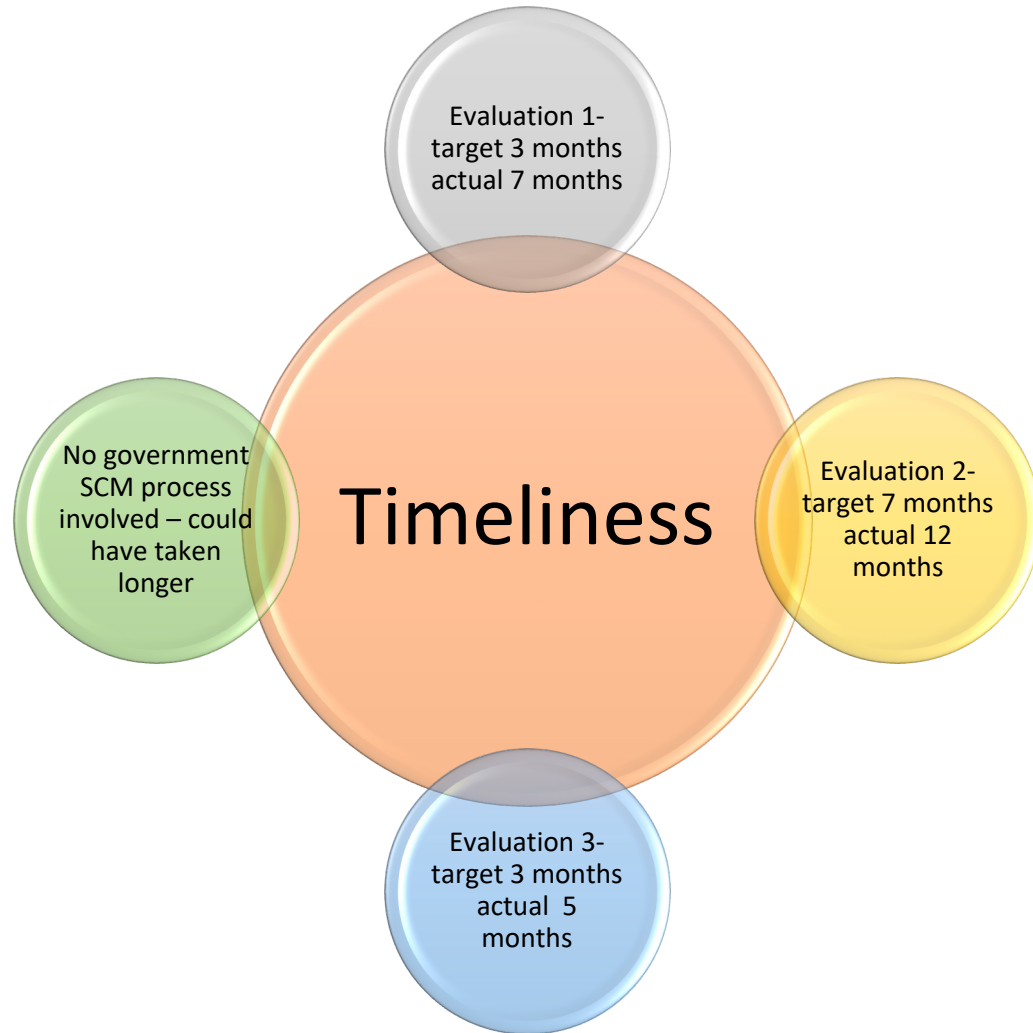 Evaluation 1-
target 3 months
actual 7 months
No government
SCM process
involved – could
have taken
longer
Timeliness
Evaluation 2-
target 7 months
actual 12
months
Evaluation 3-
target 3 months
actual  5
months